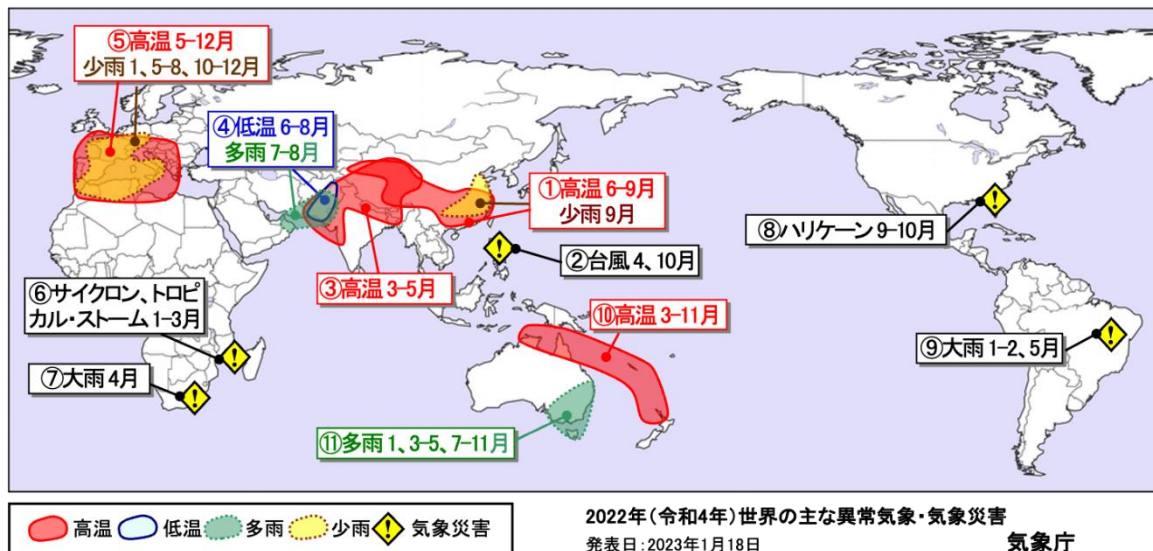 ⑤高温 5-12月
少雨 1、5-8、10-12月
④低温 6-8月
多雨 7-8月
①高温 6-9月
少雨 9月
⑧ハリケーン 9-10月
②台風 4、10月
③高温 3-5月
⑥サイクロン、トロピ
カル・ストーム 1-3月
⑩高温 3-11月
⑨大雨 1-2、5月
⑦大雨 4月
⑪多雨 1、3-5、7-11月
高温 低温 多雨 少雨 気象災害
2022年(令和4年)世界の主な異常気象・気象災害
発表日:2023年1月18日
気象庁